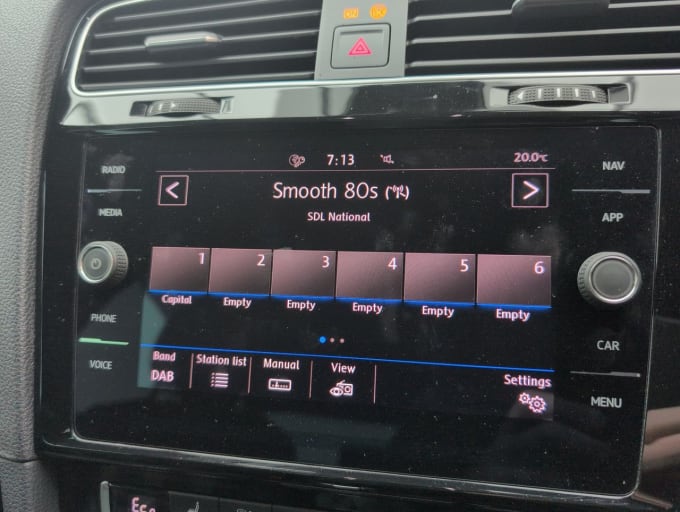 RADIO
MEDIA
PHONE
VOICE
7:13
20.0°C
Smooth 80s
SDL National
1 2 3 4 5 6
Capital Empty Empty Empty Empty Empty
Band
DAB
Station list
Manual
View
Settings
NAV
APP
CAR
MENU